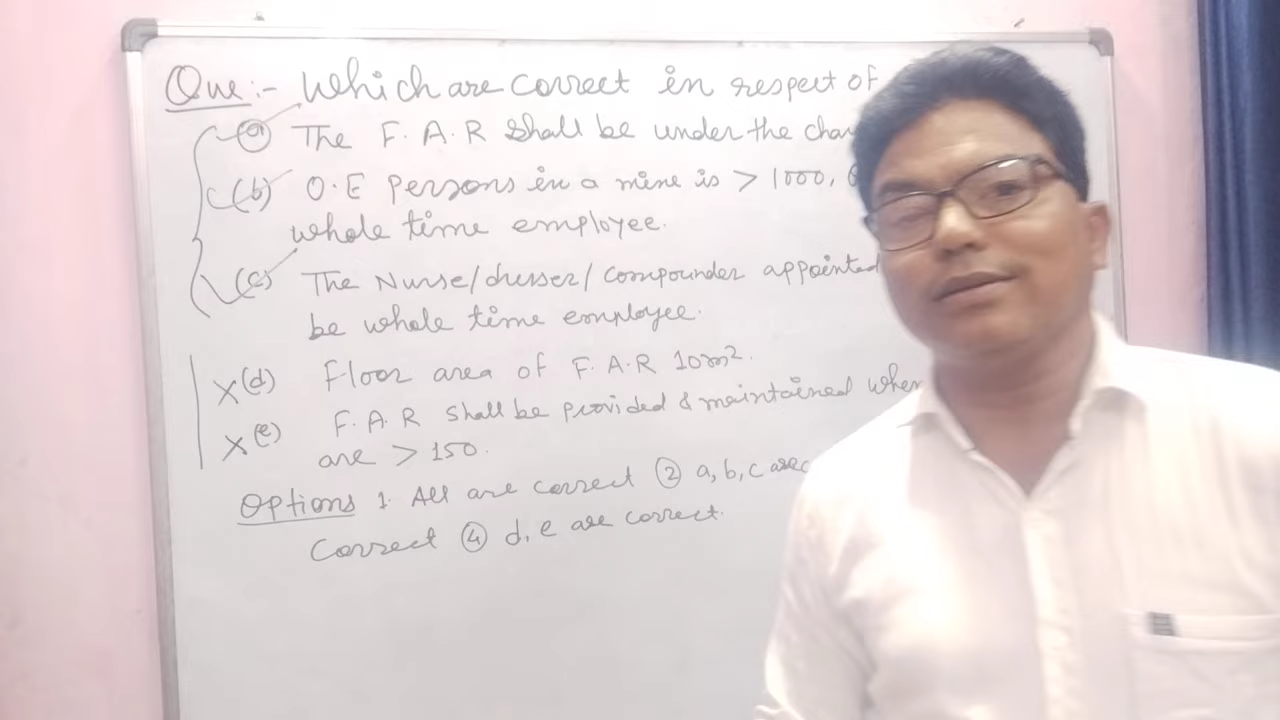 Que:- Which are correct in respect of
(a) The F.A.R Shall be under the
(b) O.E persons in a mine is > 1000,
whole time employee.
(c) The Nurse/dresser/compounder appointed
be whole time employee.
X (d) Floor area of F.A.R 10m².
X (e) F.A.R shall be provided & maintained
are > 150.
Options 1. All are correct ② a, b, c are
Correct ④ d, e are correct.